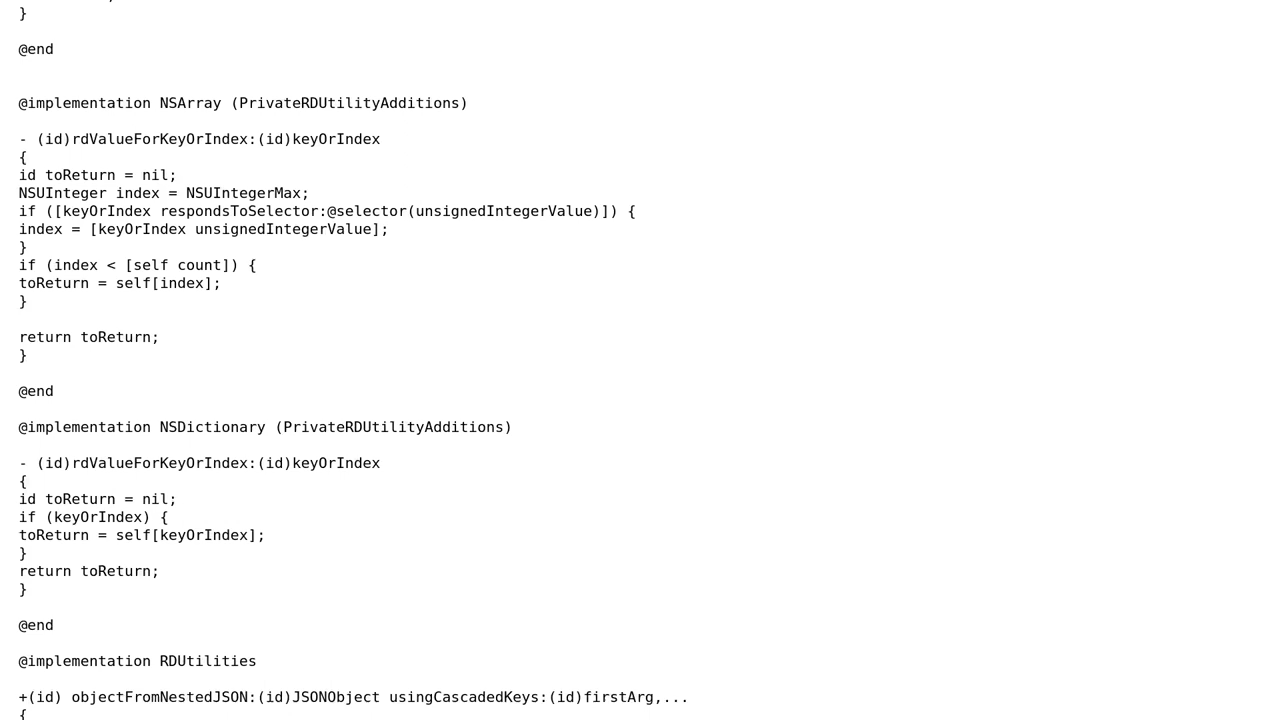 }
@end
@implementation NSArray (PrivateRDUtilityAdditions)
- (id)rdValueForKeyOrIndex:(id)keyOrIndex
{
id toReturn = nil;
NSUInteger index = NSUIntegerMax;
if ([keyOrIndex respondsToSelector:@selector(unsignedIntegerValue)]) {
index = [keyOrIndex unsignedIntegerValue];
}
if (index < [self count]) {
toReturn = self[index];
}
return toReturn;
}
@end
@implementation NSDictionary (PrivateRDUtilityAdditions)
- (id)rdValueForKeyOrIndex:(id)keyOrIndex
{
id toReturn = nil;
if (keyOrIndex) {
toReturn = self[keyOrIndex];
}
return toReturn;
}
@end
@implementation RDUtilities
+(id) objectFromNestedJSON:(id)JSONObject usingCascadedKeys:(id)firstArg,...
{